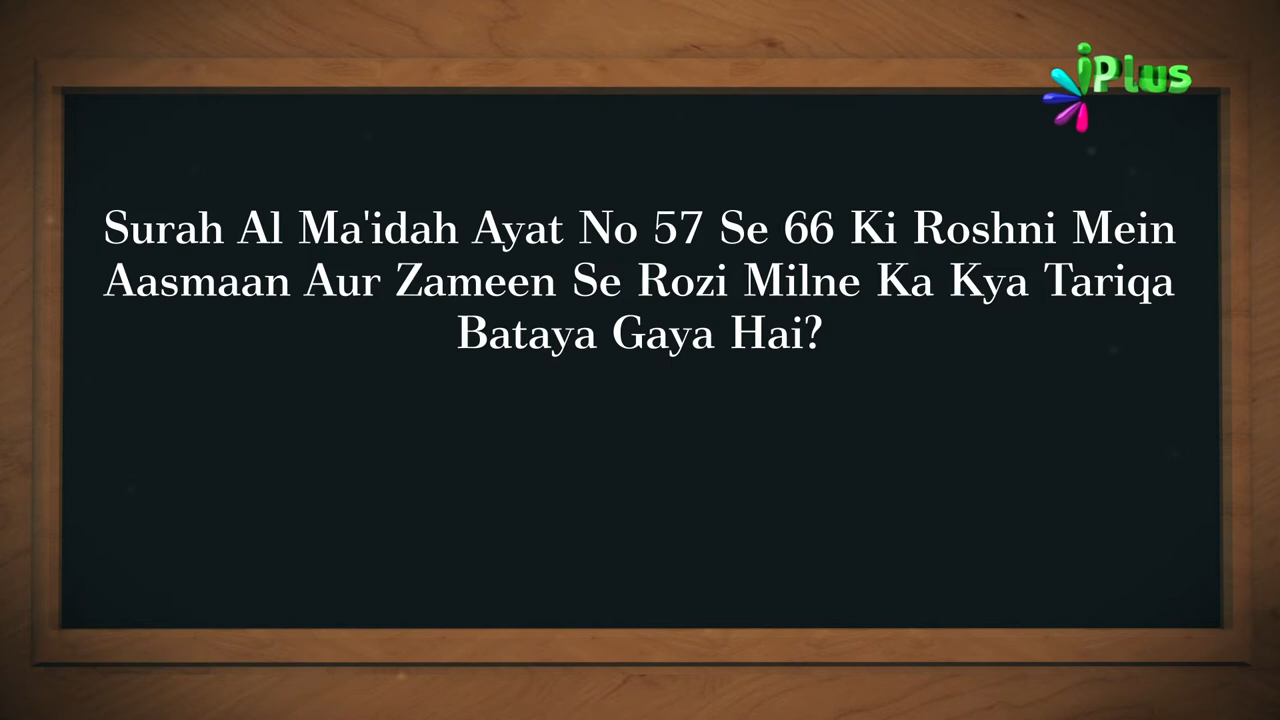 iPlus
Surah Al Ma'idah Ayat No 57 Se 66 Ki Roshni Mein
Aasmaan Aur Zameen Se Rozi Milne Ka Kya Tariqa
Bataya Gaya Hai?